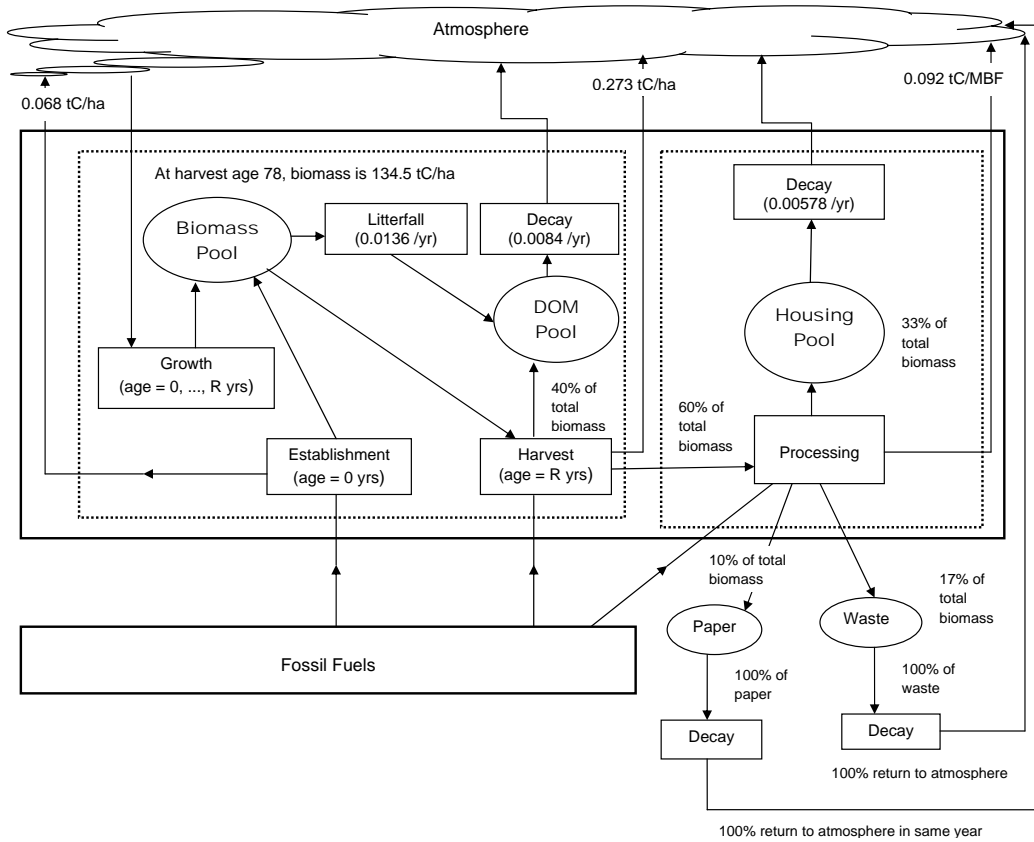 Atmosphere
0.068 tC/ha
0.273 tC/ha
0.092 tC/MBF
At harvest age 78, biomass is 134.5 tC/ha
Biomass
Pool
Litterfall
(0.0136 /yr)
Decay
(0.0084 /yr)
Decay
(0.00578 /yr)
DOM
Pool
Housing
Pool
33% of
total
biomass
Growth
(age = 0, ..., R yrs)
40% of
total
biomass
60% of
total
biomass
Establishment
(age = 0 yrs)
Harvest
(age = R yrs)
Processing
10% of total
biomass
17% of
total
biomass
Paper
Waste
Fossil Fuels
100% of
paper
100% of
waste
Decay
Decay
100% return to atmosphere
100% return to atmosphere in same year